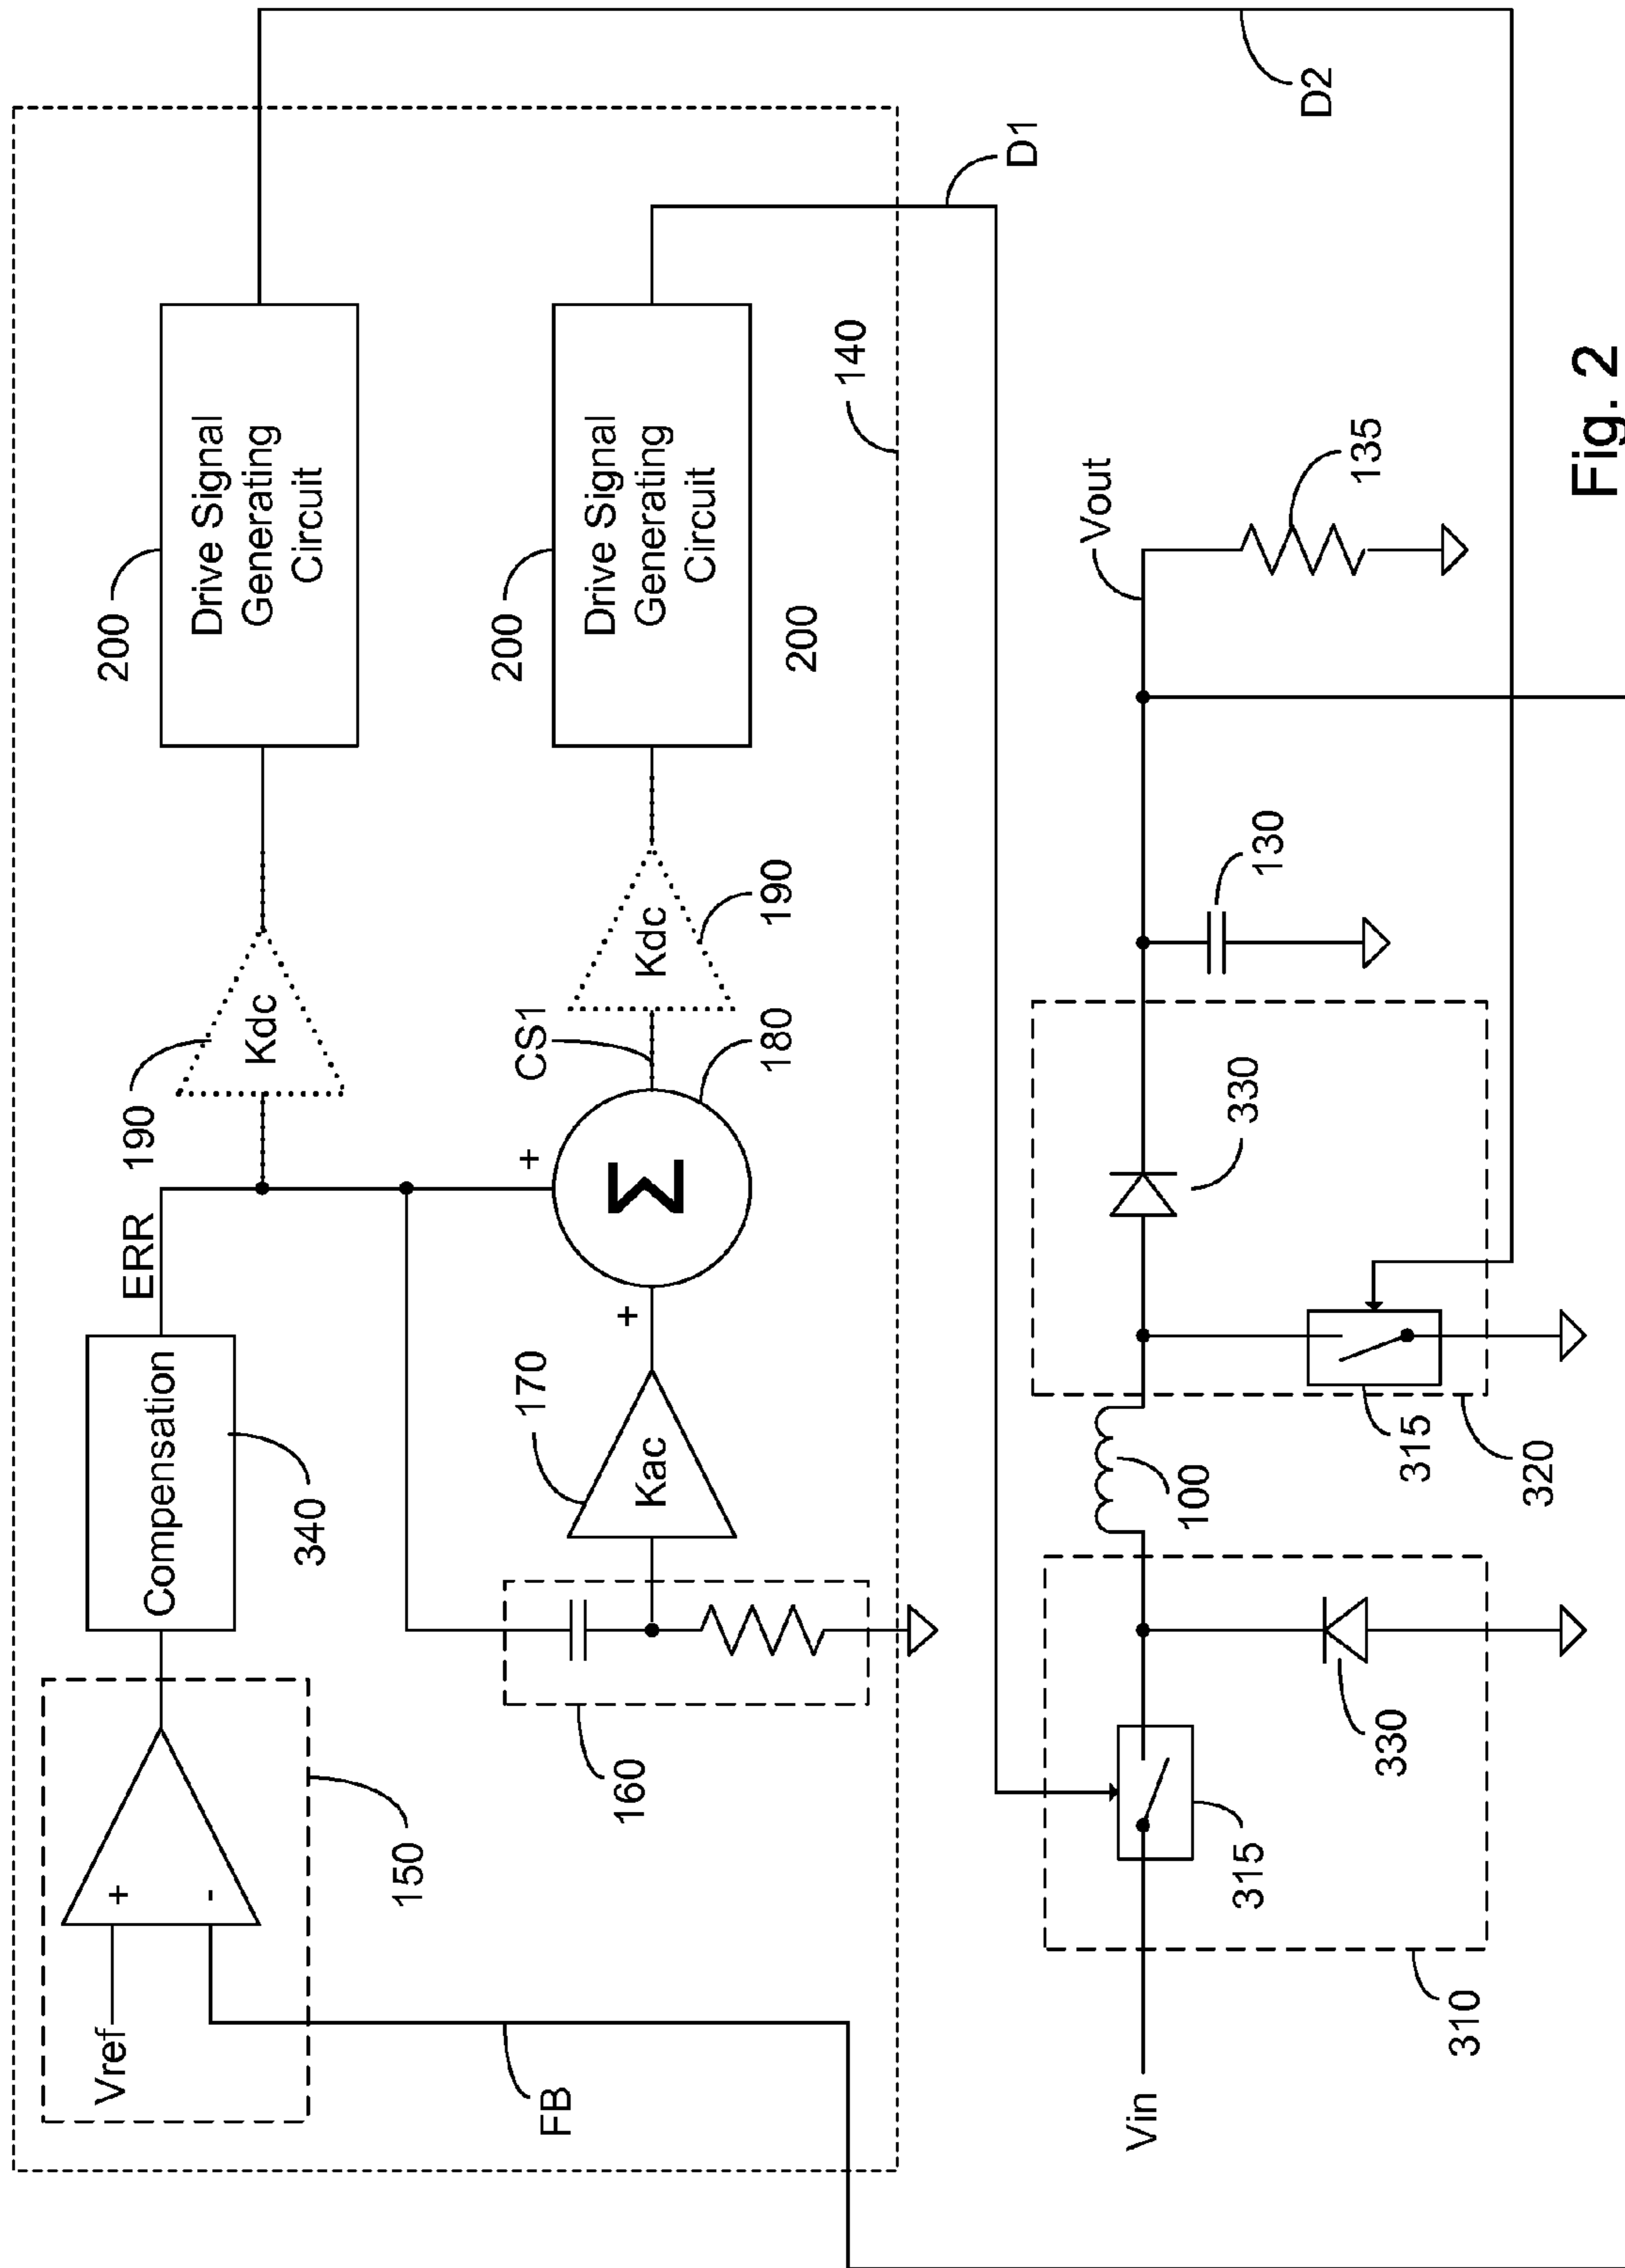 Vref
+
-
150
FB
Compensation
340
ERR
190
Kdc
200
Drive Signal
Generating
Circuit
D2
160
Kac
170
+
+
Σ
180
CS1
Kdc
190
200
Drive Signal
Generating
Circuit
200
140
D1
Vin
310
315
330
100
315
320
330
130
Vout
135
Fig. 2